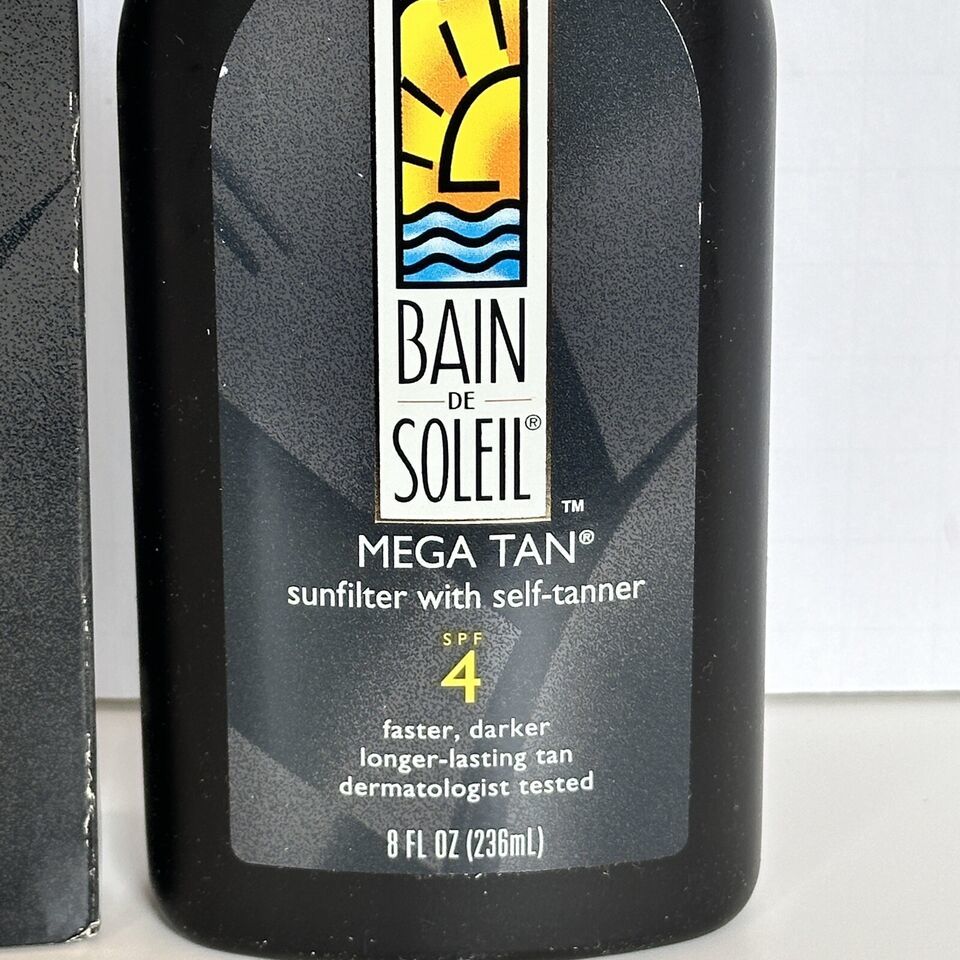 BAIN
DE
SOLEIL®
™
MEGA TAN®
sunfilter with self-tanner
SPF
4
faster, darker
longer-lasting tan
dermatologist tested
8 FL OZ (236mL)